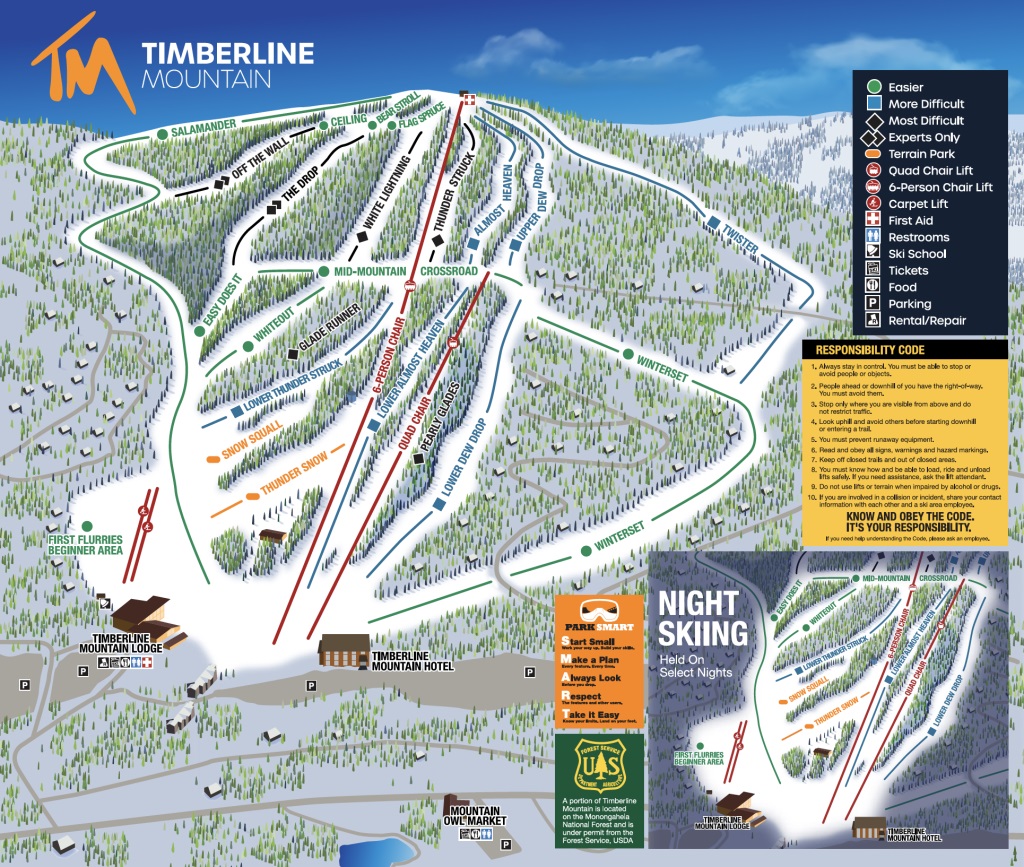 TM
TIMBERLINE
MOUNTAIN
SALAMANDER
CEILING
BEAR STROLL
FLAG SPRUCE
OFF THE WALL
THE DROP
WHITE LIGHTNING
THUNDER STRUCK
ALMOST HEAVEN
UPPER DEW DROP
TWISTER
EASY DOES IT
MID-MOUNTAIN CROSSROAD
WHITEOUT
GLADE RUNNER
6-PERSON CHAIR
LOWER THUNDER STRUCK
LOWER ALMOST HEAVEN
QUAD CHAIR
PEARLY GLADES
WINTERSET
SNOW SQUALL
THUNDER SNOW
LOWER DEW DROP
WINTERSET
FIRST FLURRIES
BEGINNER AREA
TIMBERLINE
MOUNTAIN LODGE
TIMBERLINE
MOUNTAIN HOTEL
P
P
P
P
MOUNTAIN
OWL MARKET
P
Easier
More Difficult
Most Difficult
Experts Only
Terrain Park
Quad Chair Lift
6-Person Chair Lift
Carpet Lift
First Aid
Restrooms
Ski School
Tickets
Food
P Parking
Rental/Repair
RESPONSIBILITY CODE
1. Always stay in control. You must be able to stop or
avoid people or objects.
2. People ahead or downhill of you have the right-of-way.
You must avoid them.
3. Stop only where you are visible from above and do
not restrict traffic.
4. Look uphill and avoid others before starting downhill
or entering a trail.
5. You must prevent runaway equipment.
6. Read and obey all signs, warnings and hazard markings.
7. Keep off closed trails and out of closed areas.
8. You must know how and be able to load, ride and unload
lifts safely. If you need assistance, ask the lift attendant.
9. Do not use lifts or terrain when impaired by alcohol or drugs.
10. If you are involved in a collision or incident, share your contact
information with each other and a ski area employee.
KNOW AND OBEY THE CODE.
IT'S YOUR RESPONSIBILITY.
If you need help understanding the Code, please ask an employee.
PARK SMART
Start Small
Work your way up. Build your skills.
Make a Plan
Every feature. Every time.
Always Look
Before you drop.
Respect
The features and other users.
Take it Easy
Know your limits. Land on your feet.
FOREST SERVICE
U S
DEPARTMENT OF AGRICULTURE
A portion of Timberline
Mountain is located
on the Monongahela
National Forest and is
under permit from the
Forest Service, USDA
NIGHT
SKIING
Held On
Select Nights
EASY DOES IT
MID-MOUNTAIN CROSSROAD
WHITEOUT
6-PERSON CHAIR
LOWER THUNDER STRUCK
LOWER ALMOST HEAVEN
QUAD CHAIR
SNOW SQUALL
THUNDER SNOW
LOWER DEW DROP
FIRST FLURRIES
BEGINNER AREA
TIMBERLINE
MOUNTAIN LODGE
TIMBERLINE
MOUNTAIN HOTEL